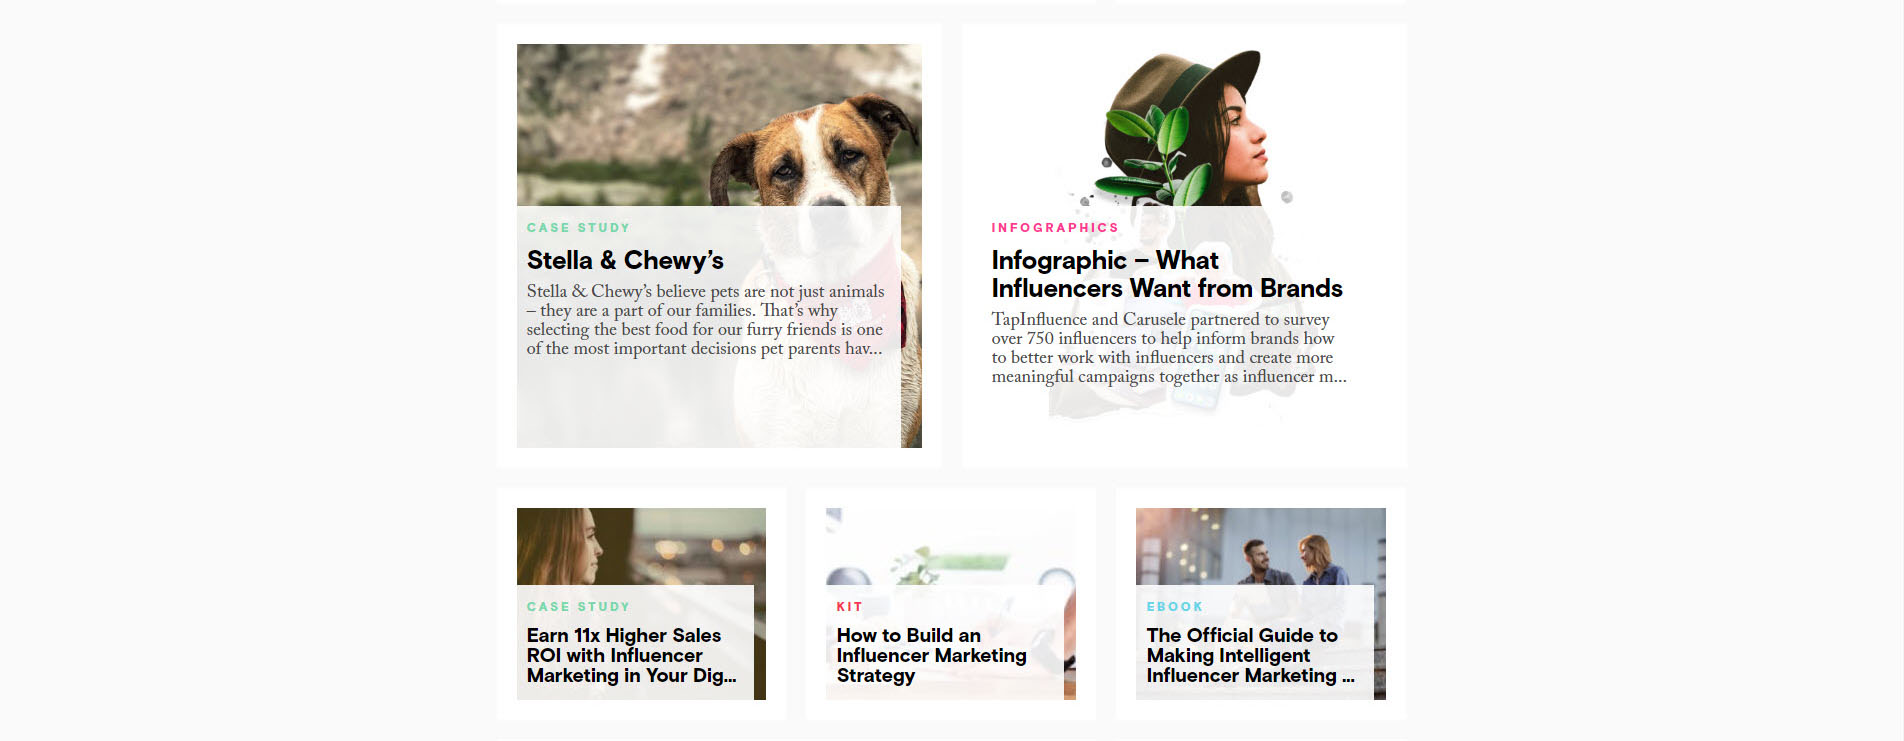 CASE STUDY
Stella & Chewy’s
Stella & Chewy’s believe pets are not just animals
– they are a part of our families. That’s why
selecting the best food for our furry friends is one
of the most important decisions pet parents hav...
INFOGRAPHICS
Infographic – What
Influencers Want from Brands
TapInfluence and Carusele partnered to survey
over 750 influencers to help inform brands how
to better work with influencers and create more
meaningful campaigns together as influencer m...
CASE STUDY
Earn 11x Higher Sales
ROI with Influencer
Marketing in Your Dig...
KIT
How to Build an
Influencer Marketing
Strategy
EBOOK
The Official Guide to
Making Intelligent
Influencer Marketing ...